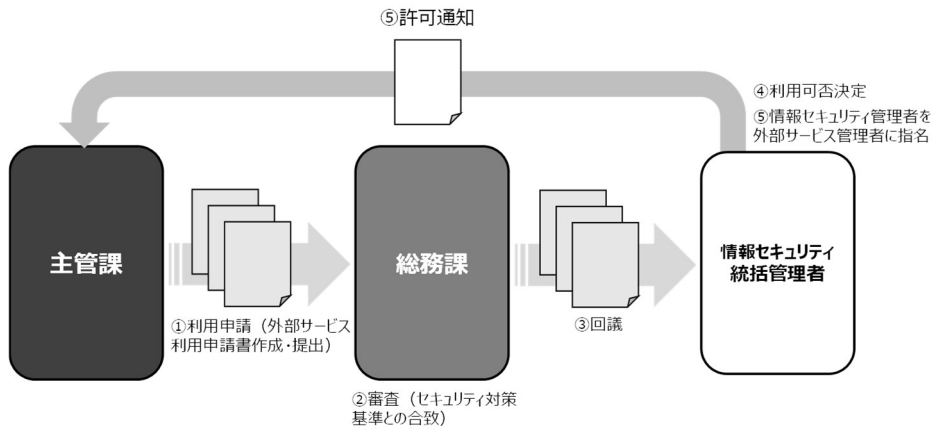 ⑤許可通知
④利用可否決定
⑤情報セキュリティ管理者を
外部サービス管理者に指名
主管課
総務課
情報セキュリティ
統括管理者
①利用申請（外部サービス
利用申請書作成・提出）
③回議
②審査（セキュリティ対策
基準との合致）